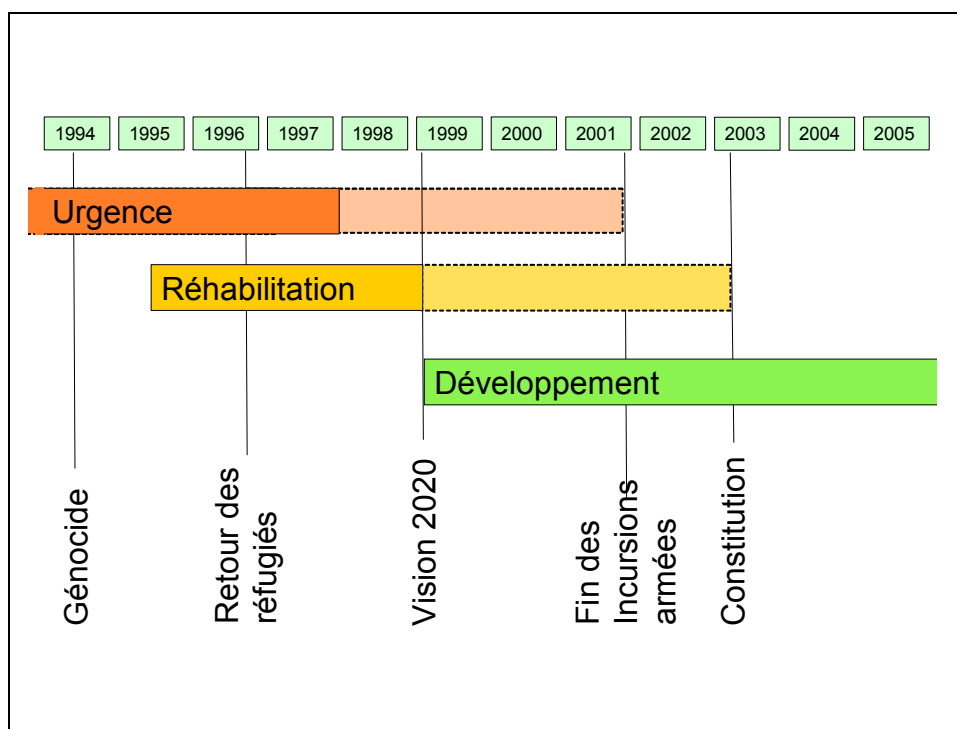 1994 1995 1996 1997 1998 1999 2000 2001 2002 2003 2004 2005
Urgence
Réhabilitation
Développement
Génocide
Retour des
réfugiés
Vision 2020
Fin des
Incursions
armées
Constitution